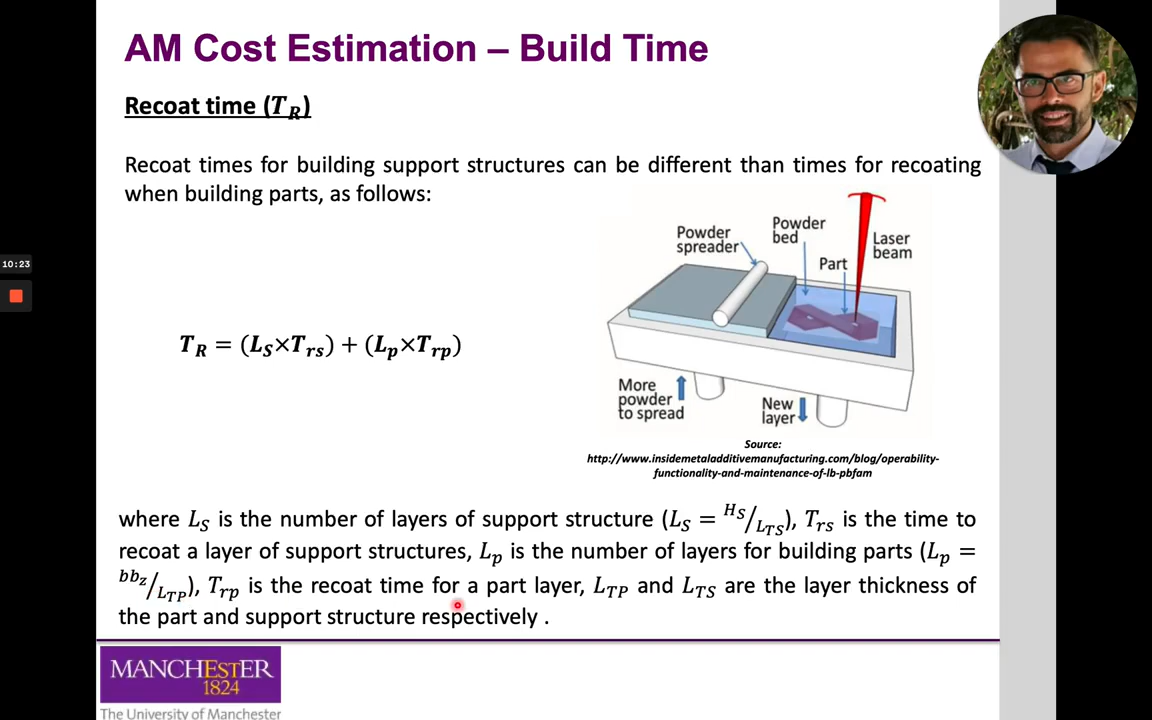 AM Cost Estimation – Build Time
Recoat time (T_R)
Recoat times for building support structures can be different than times for recoating
when building parts, as follows:
10:23
Powder
spreader
Powder
bed
Laser
beam
Part
T_R = (L_S×T_rs) + (L_p×T_rp)
More
powder
to spread
New
layer
Source:
http://www.insidemetaladditivemanufacturing.com/blog/operability-
functionality-and-maintenance-of-lb-pbfam
where L_S is the number of layers of support structure (L_S = H_S/L_TS), T_rs is the time to
recoat a layer of support structures, L_p is the number of layers for building parts (L_p =
bb_z/L_TP), T_rp is the recoat time for a part layer, L_TP and L_TS are the layer thickness of
the part and support structure respectively .
MANCHESTER
1824
The University of Manchester